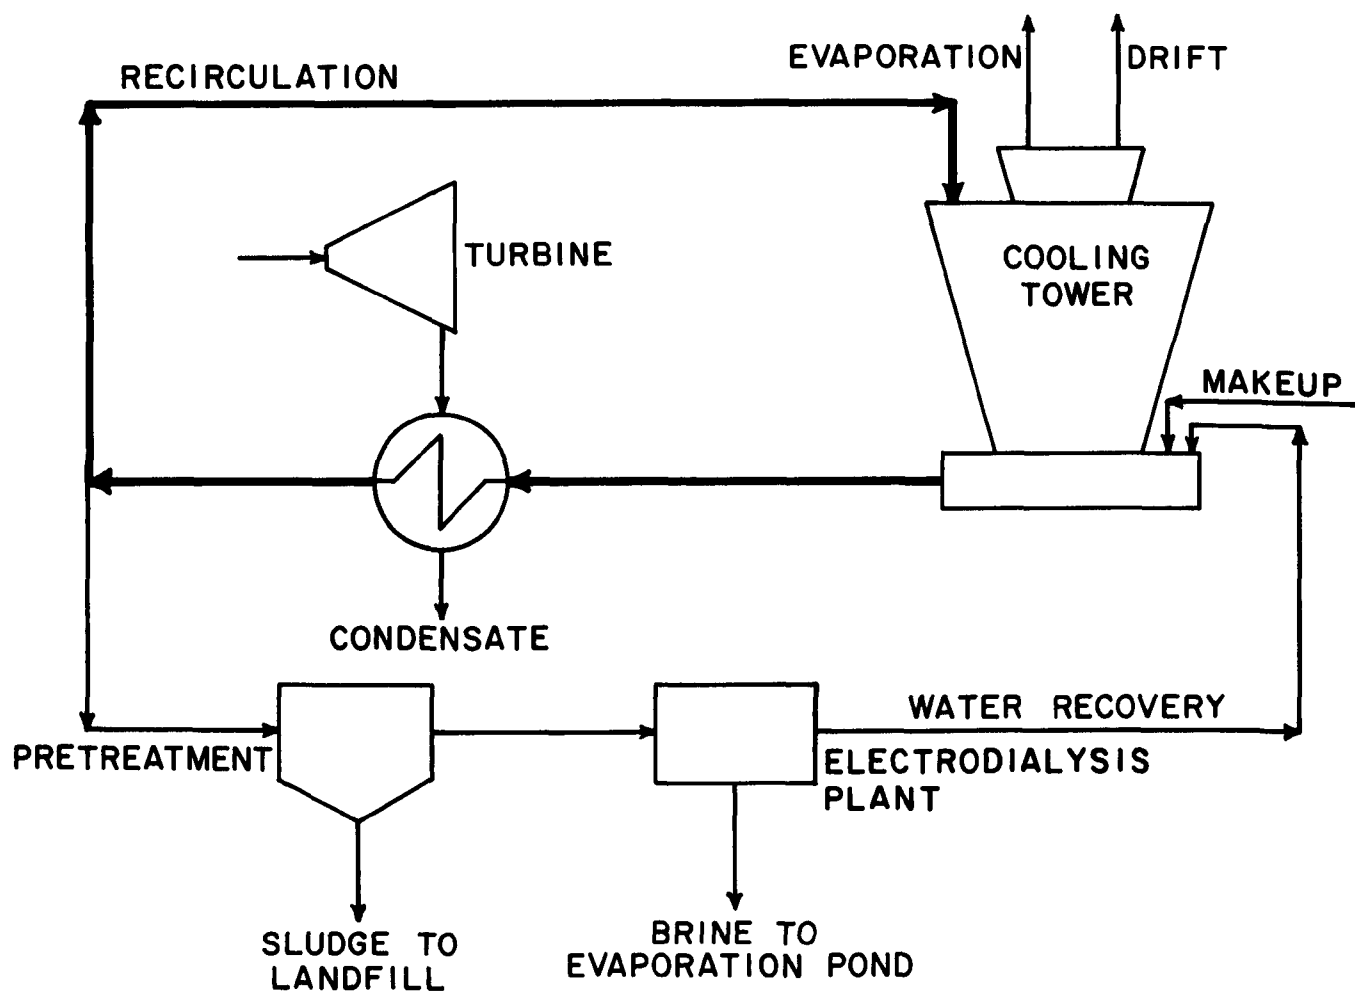 EVAPORATION
DRIFT
RECIRCULATION
TURBINE
COOLING
TOWER
MAKEUP
CONDENSATE
WATER RECOVERY
PRETREATMENT
ELECTRODIALYSIS
PLANT
SLUDGE TO
LANDFILL
BRINE TO
EVAPORATION POND